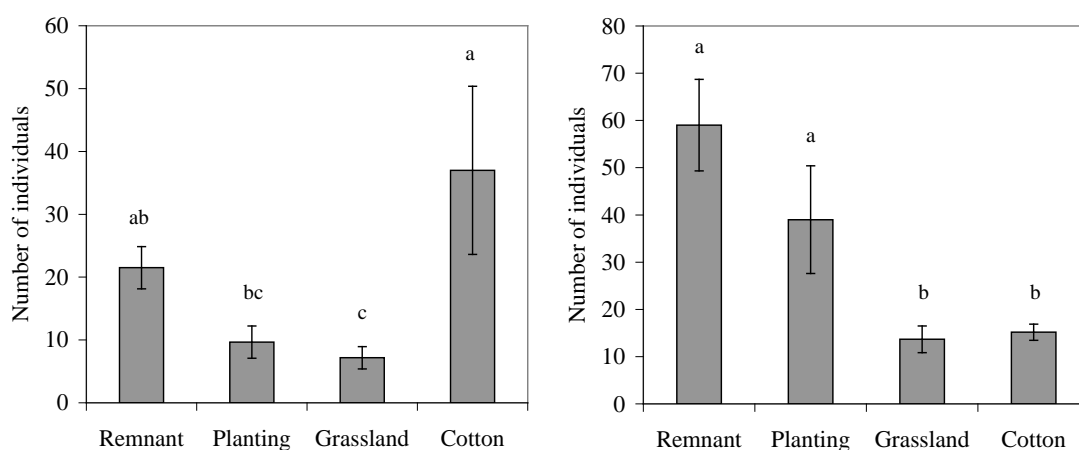 Number of individuals
60
50
40
30
20
10
0
ab
bc
c
a
Remnant Planting Grassland Cotton
Number of individuals
80
70
60
50
40
30
20
10
0
a
a
b
b
Remnant Planting Grassland Cotton